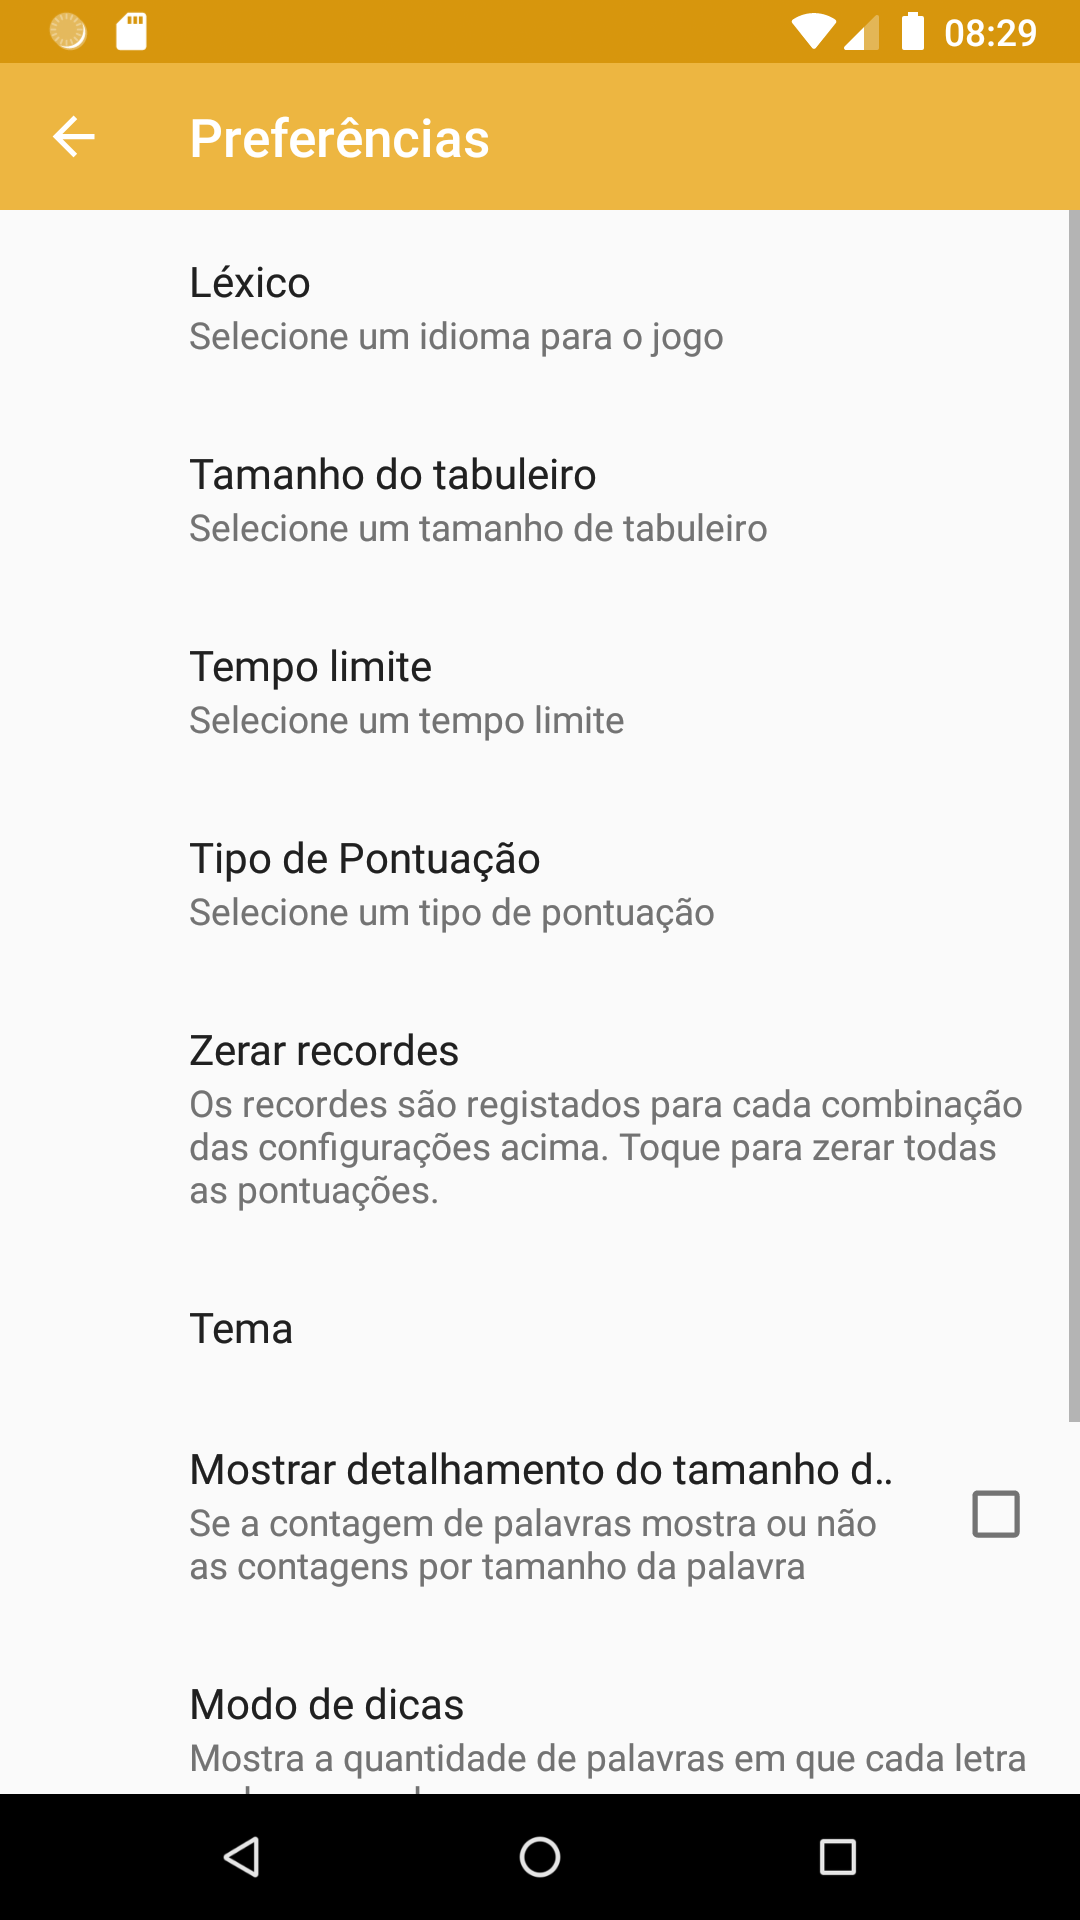 08:29
Preferências
Léxico
Selecione um idioma para o jogo
Tamanho do tabuleiro
Selecione um tamanho de tabuleiro
Tempo limite
Selecione um tempo limite
Tipo de Pontuação
Selecione um tipo de pontuação
Zerar recordes
Os recordes são registados para cada combinação
das configurações acima. Toque para zerar todas
as pontuações.
Tema
Mostrar detalhamento do tamanho d..
Se a contagem de palavras mostra ou não
as contagens por tamanho da palavra
Modo de dicas
Mostra a quantidade de palavras em que cada letra